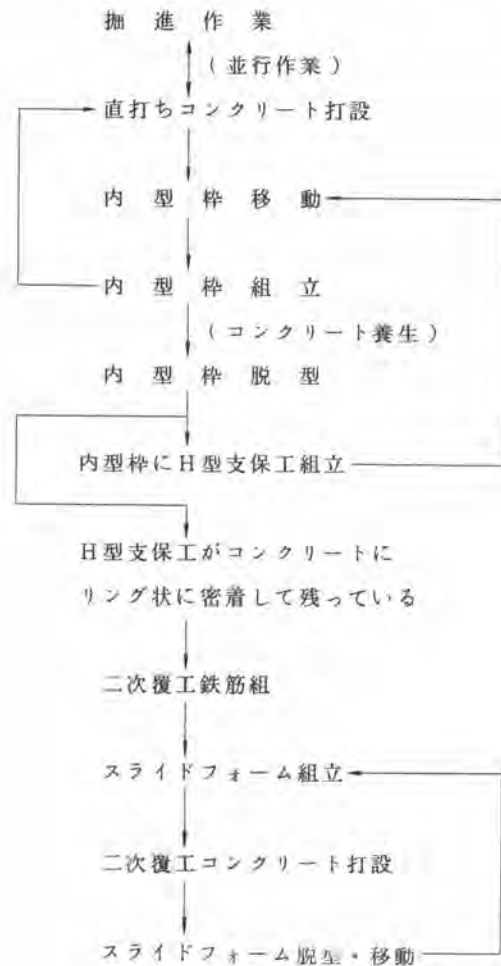 掘進作業
(並行作業)
直打ちコンクリート打設
内型枠移動
内型枠組立
(コンクリート養生)
内型枠脱型
内型枠にH型支保工組立
H型支保工がコンクリートに
リング状に密着して残っている
二次覆工鉄筋組
スライドフォーム組立
二次覆工コンクリート打設
スライドフォーム脱型・移動